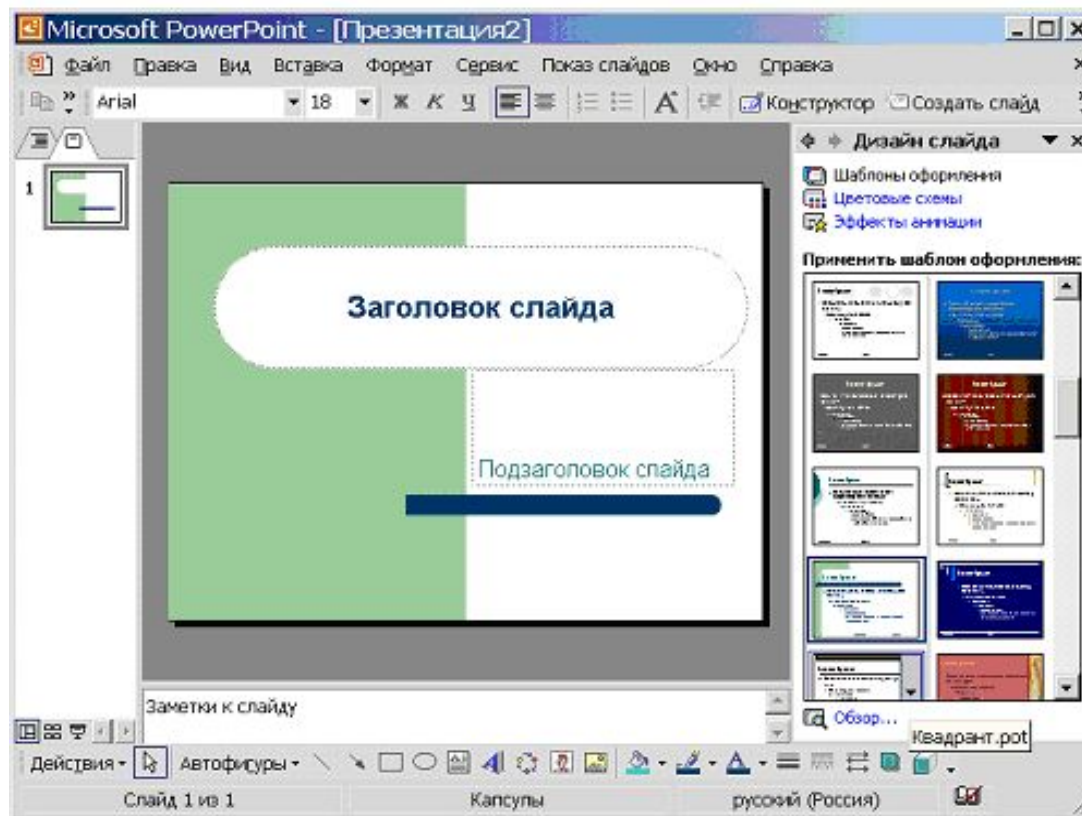 Microsoft PowerPoint - [Презентация2]
Файл Правка Вид Вставка Формат Сервис Показ слайдов Окно Справка
Arial 18 Ж К Ч Конструктор Создать слайд
Дизайн слайда
Шаблоны оформления
Цветовые схемы
Эффекты анимации
Применить шаблон оформления:
1
Заголовок слайда
Подзаголовок слайда
Заметки к слайду
Обзор...
Квадрант.pot
Действия Автофигуры
Слайд 1 из 1 Капсулы русский (Россия)